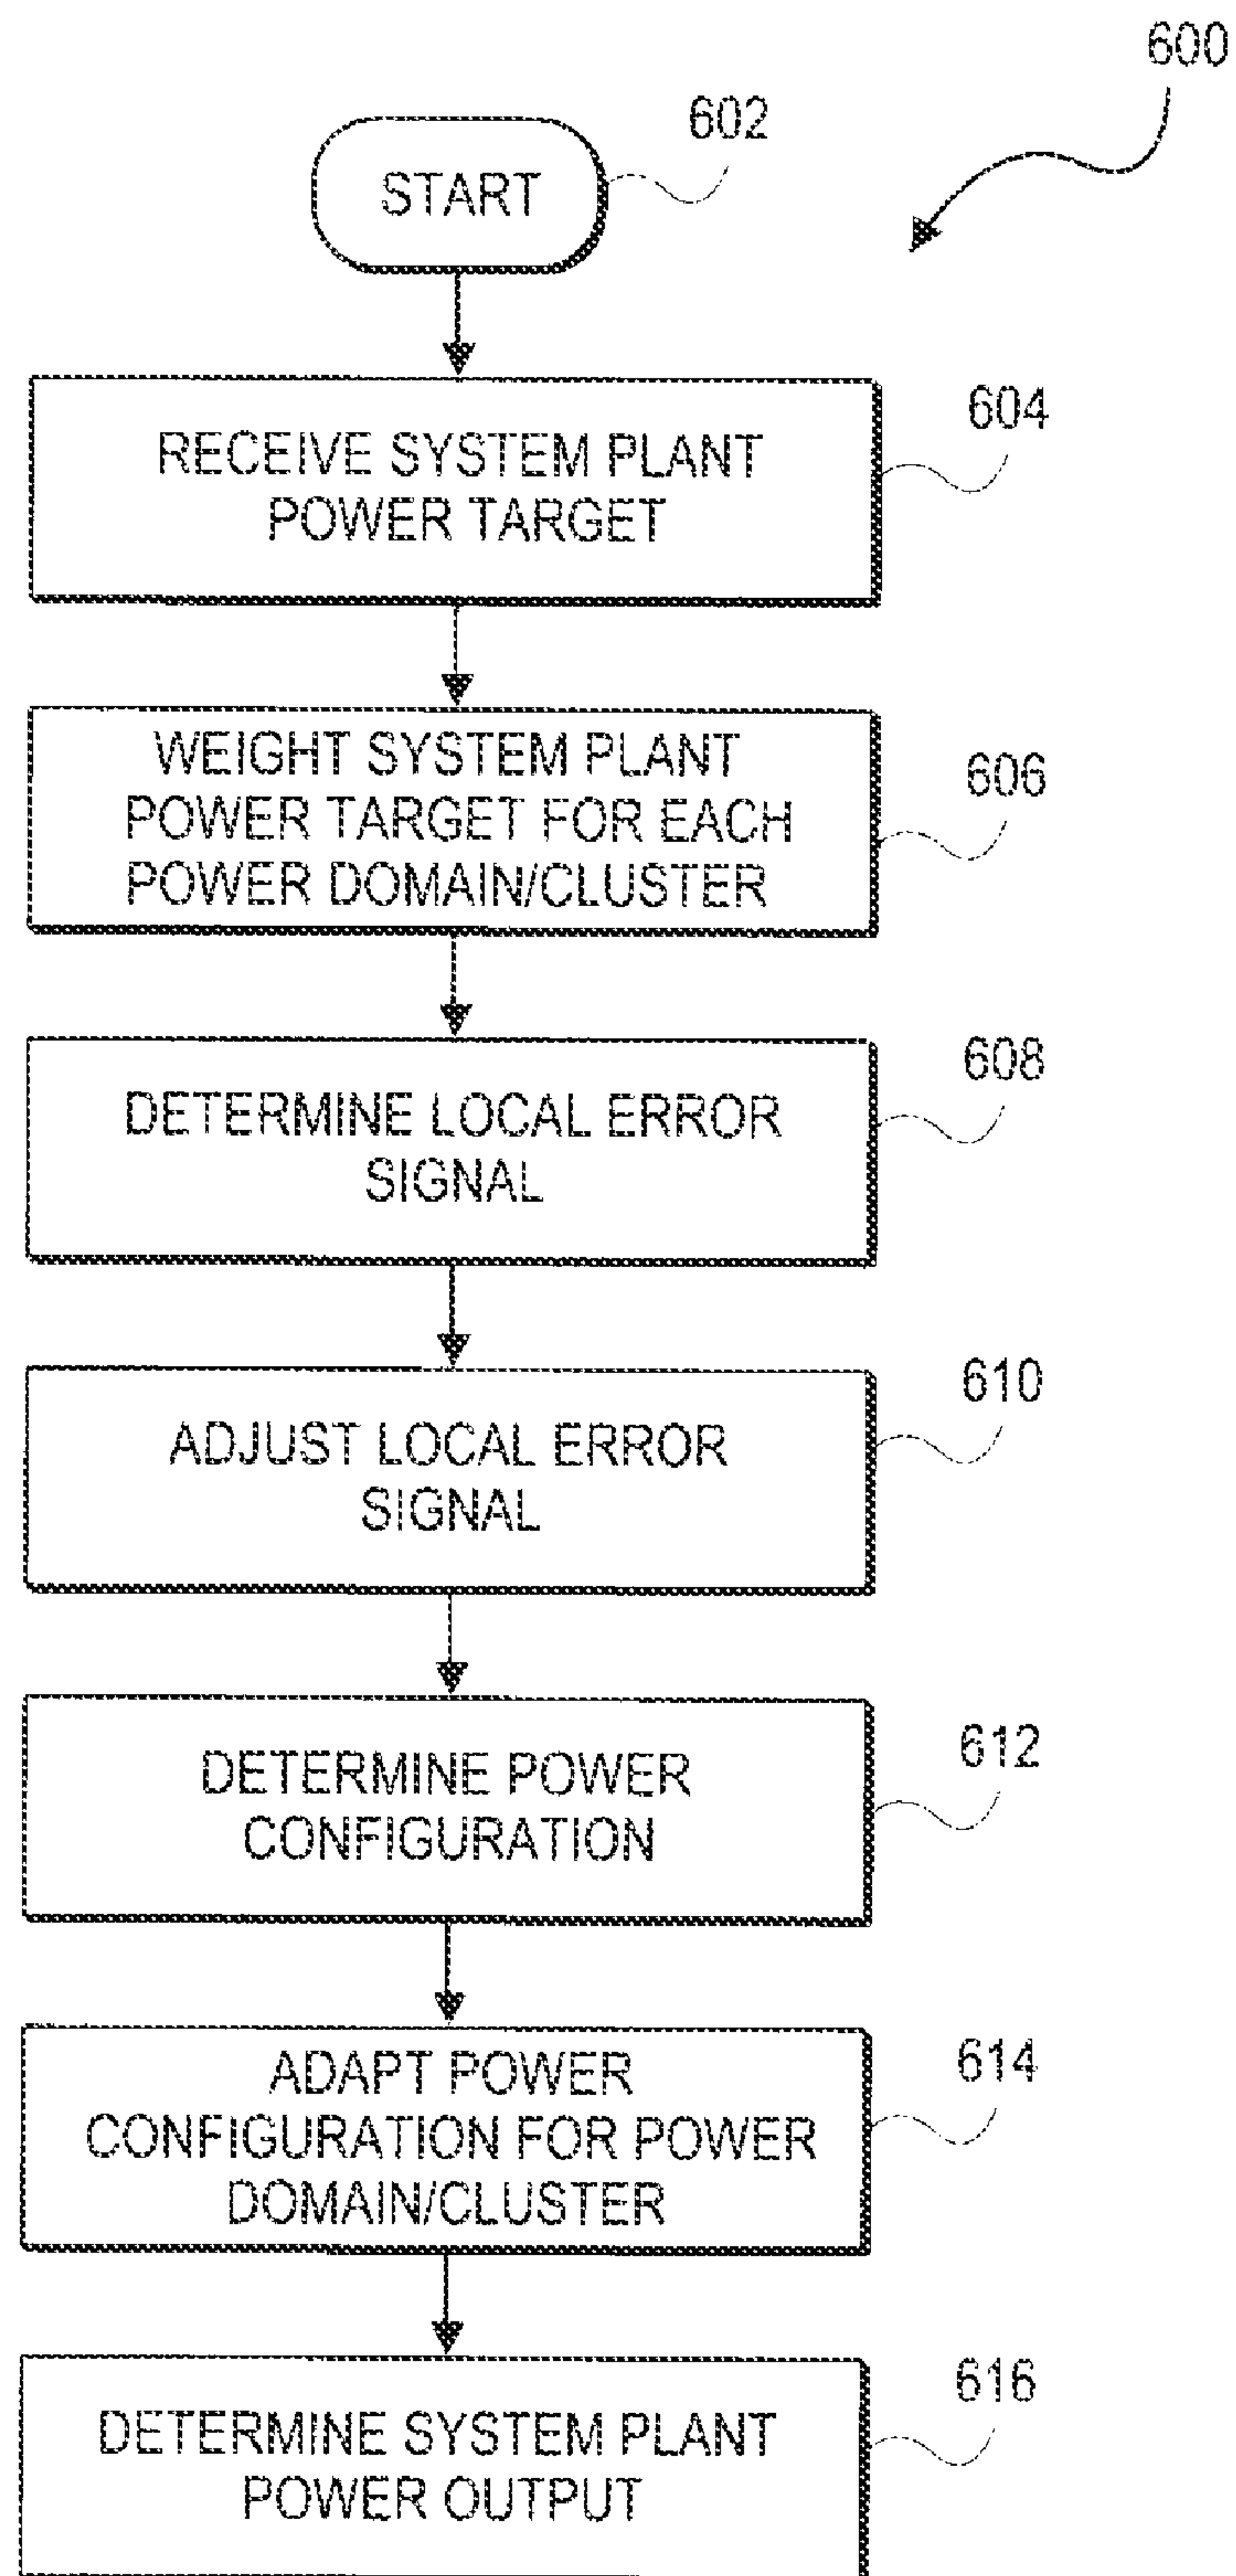 600
602
START
604
RECEIVE SYSTEM PLANT
POWER TARGET
606
WEIGHT SYSTEM PLANT
POWER TARGET FOR EACH
POWER DOMAIN/CLUSTER
608
DETERMINE LOCAL ERROR
SIGNAL
610
ADJUST LOCAL ERROR
SIGNAL
612
DETERMINE POWER
CONFIGURATION
614
ADAPT POWER
CONFIGURATION FOR POWER
DOMAIN/CLUSTER
616
DETERMINE SYSTEM PLANT
POWER OUTPUT